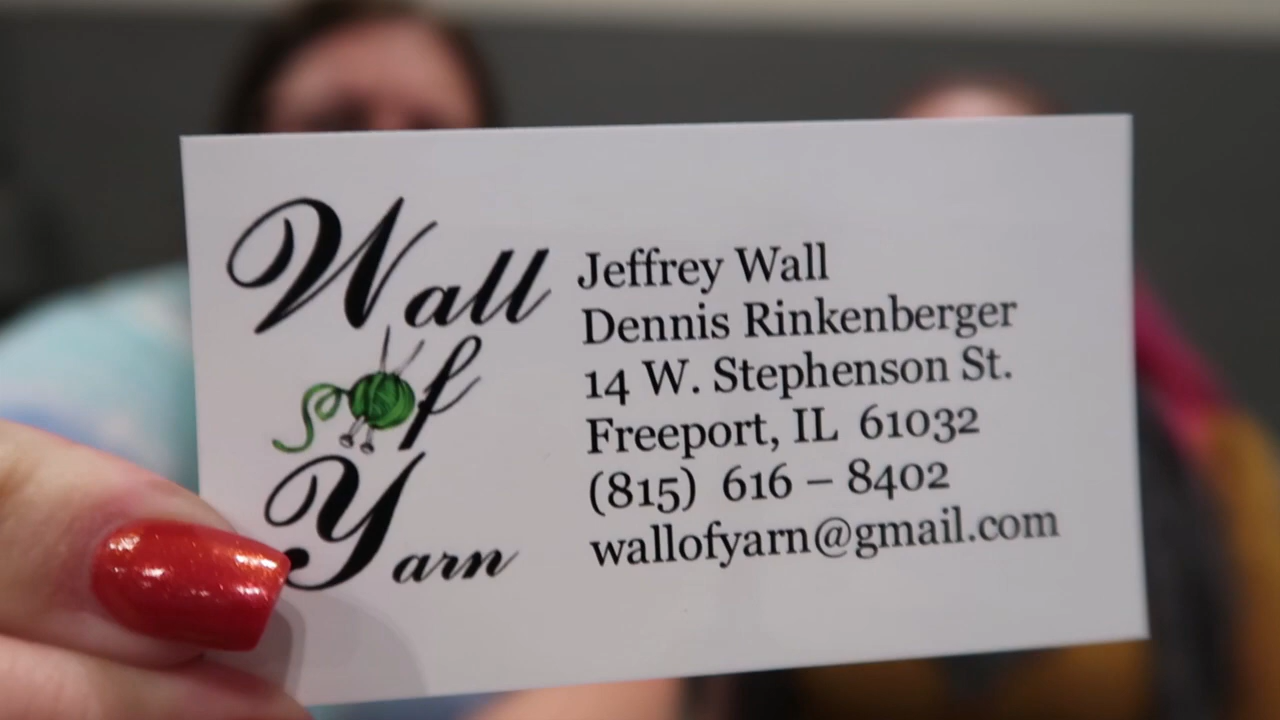 Wall
of
Yarn
Jeffrey Wall
Dennis Rinkenberger
14 W. Stephenson St.
Freeport, IL 61032
(815) 616 – 8402
wallofyarn@gmail.com